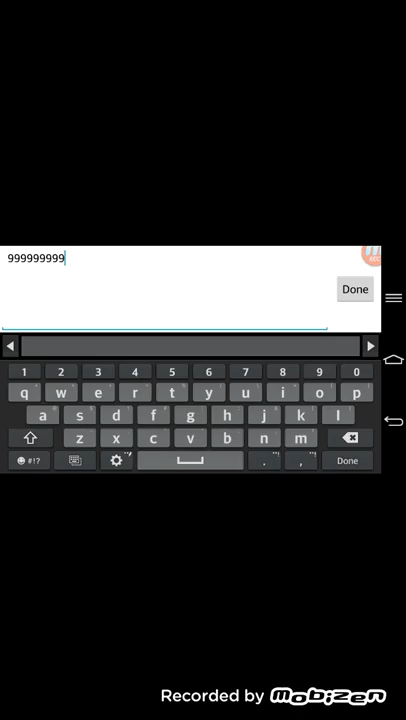 999999999
Done
1 2 3 4 5 6 7 8 9 0
q w e r t y u i o p
a s d f g h j k l
z x c v b n m
#!? . , Done
Recorded by mobizen